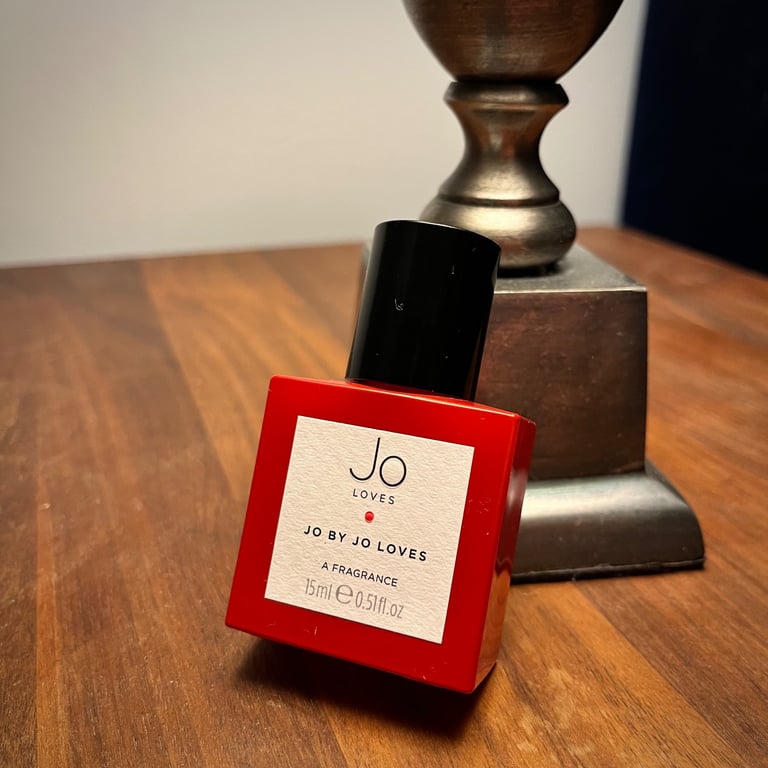 Jo
LOVES
JO BY JO LOVES
A FRAGRANCE
15ml ℮ 0.51fl.oz